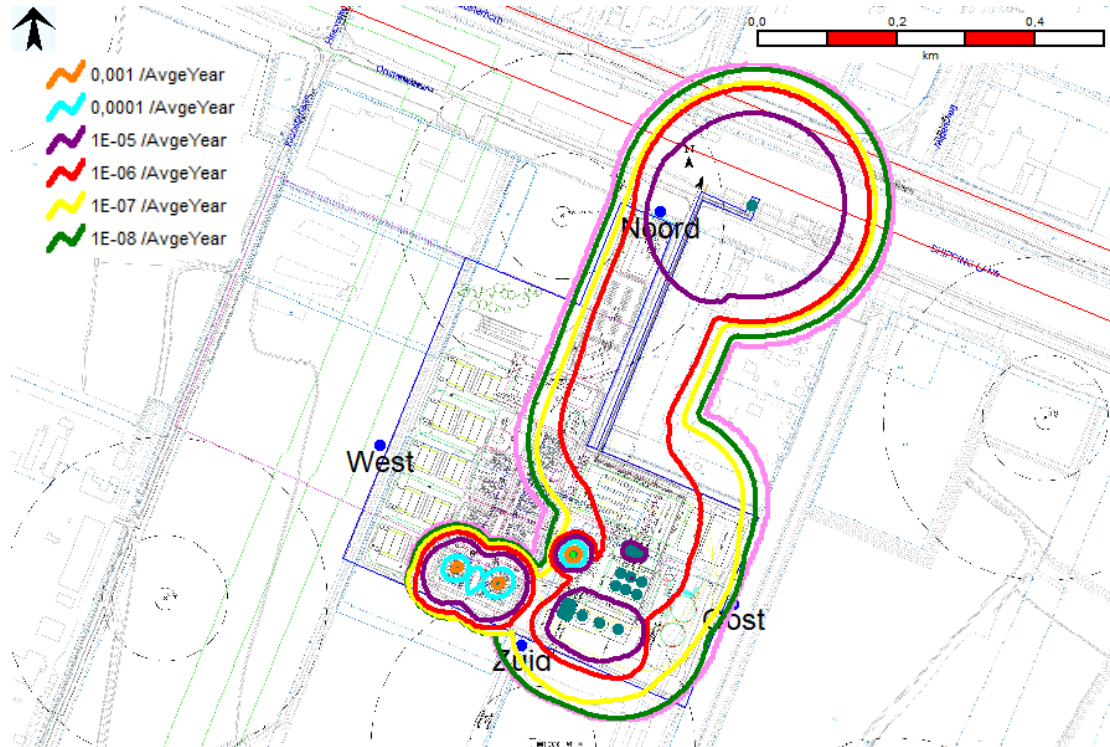 0,0
0,2
0,4
km
0,001 /AvgeYear
0,0001 /AvgeYear
1E-05 /AvgeYear
1E-06 /AvgeYear
1E-07 /AvgeYear
1E-08 /AvgeYear
Noord
West
Oost
Zuid